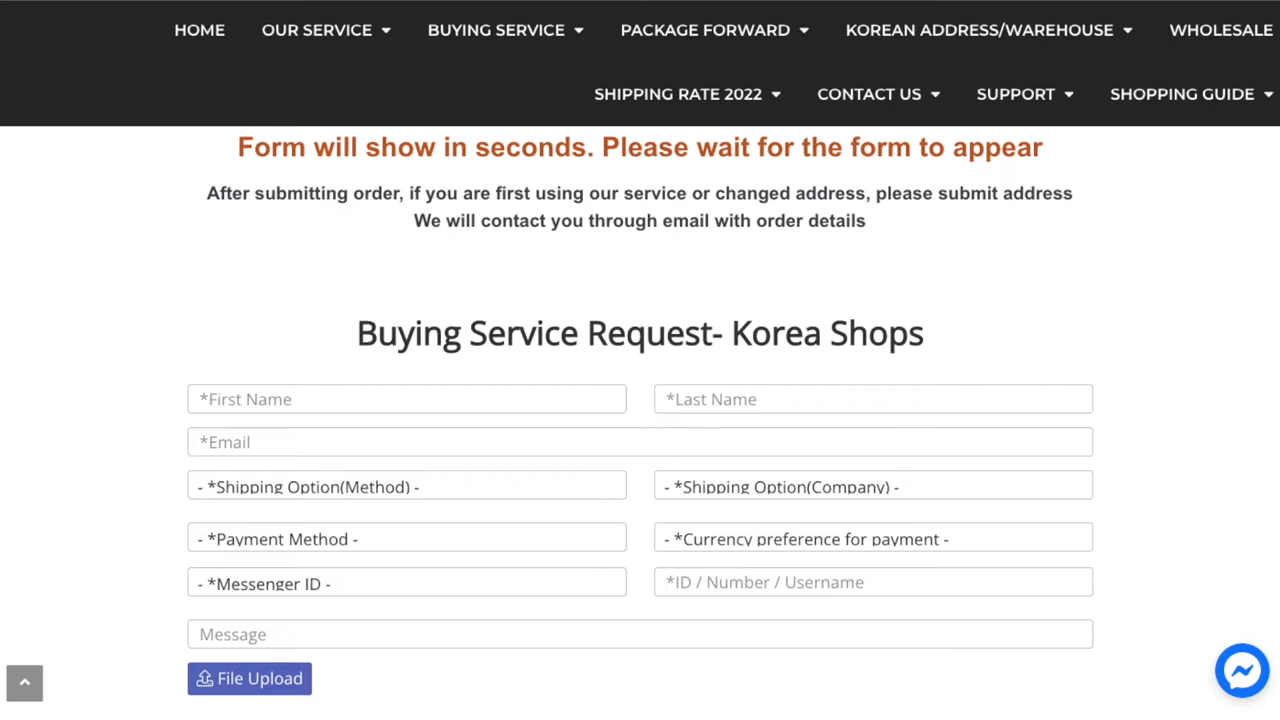 HOME OUR SERVICE BUYING SERVICE PACKAGE FORWARD KOREAN ADDRESS/WAREHOUSE WHOLESALE
SHIPPING RATE 2022 CONTACT US SUPPORT SHOPPING GUIDE
Form will show in seconds. Please wait for the form to appear
After submitting order, if you are first using our service or changed address, please submit address
We will contact you through email with order details
Buying Service Request- Korea Shops
*First Name *Last Name
*Email
- *Shipping Option(Method) - - *Shipping Option(Company) -
- *Payment Method - - *Currency preference for payment -
- *Messenger ID - *ID / Number / Username
Message
File Upload